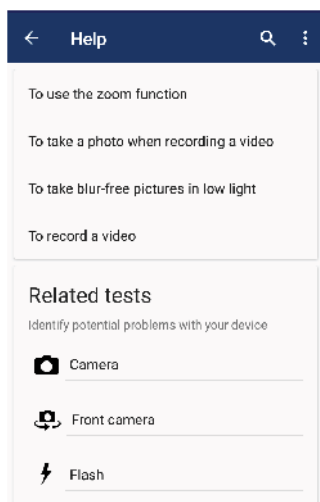 Help
To use the zoom function
To take a photo when recording a video
To take blur-free pictures in low light
To record a video
Related tests
Identify potential problems with your device
Camera
Front camera
Flash